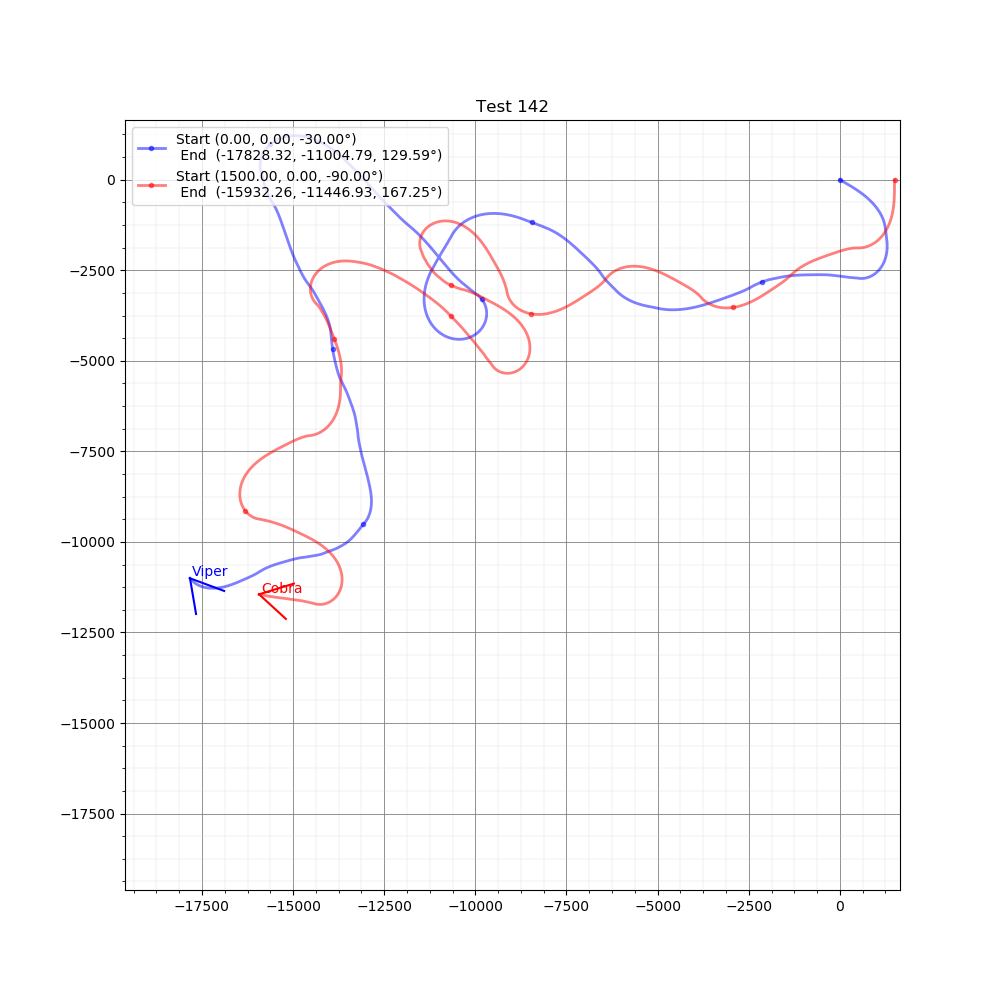 Test 142
Start (0.00, 0.00, -30.00°)
End  (-17828.32, -11004.79, 129.59°)
Start (1500.00, 0.00, -90.00°)
End  (-15932.26, -11446.93, 167.25°)
0
−2500
−5000
−7500
−10000
−12500
−15000
−17500
Viper
Cobra
−17500
−15000
−12500
−10000
−7500
−5000
−2500
0